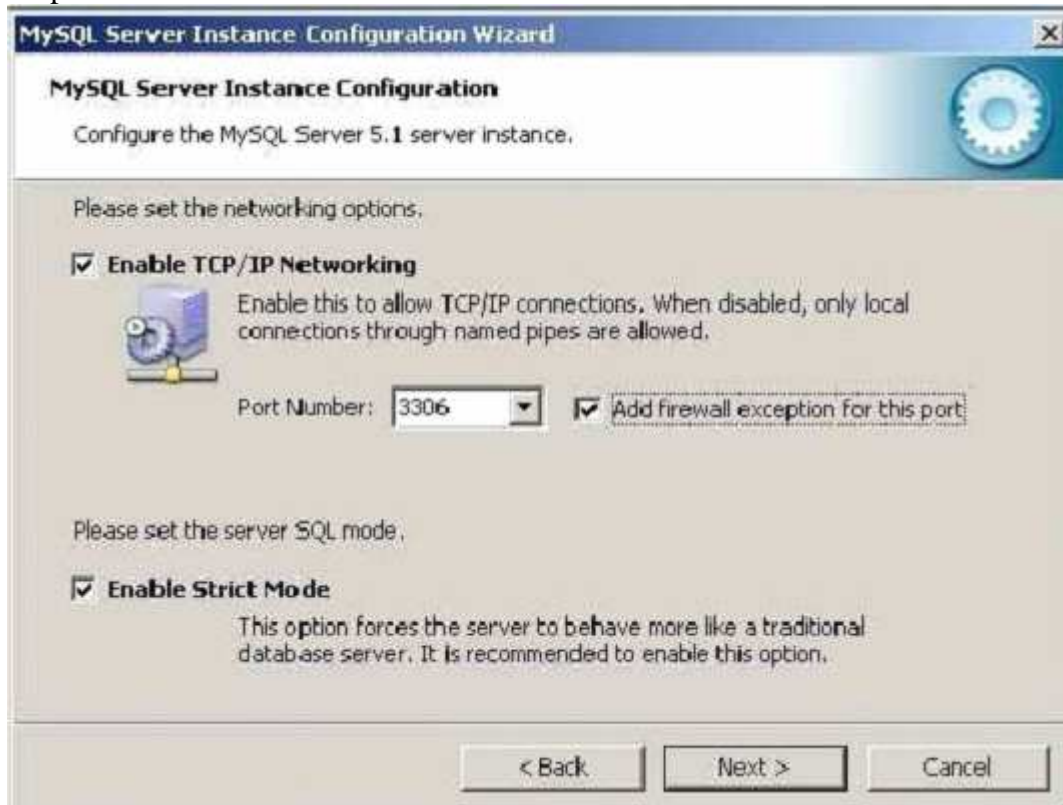 MySQL Server Instance Configuration Wizard
MySQL Server Instance Configuration
Configure the MySQL Server 5.1 server instance.
Please set the networking options.
Enable TCP/IP Networking
Enable this to allow TCP/IP connections. When disabled, only local
connections through named pipes are allowed.
Port Number: 3306 Add firewall exception for this port
Please set the server SQL mode.
Enable Strict Mode
This option forces the server to behave more like a traditional
database server. It is recommended to enable this option.
< Back Next > Cancel